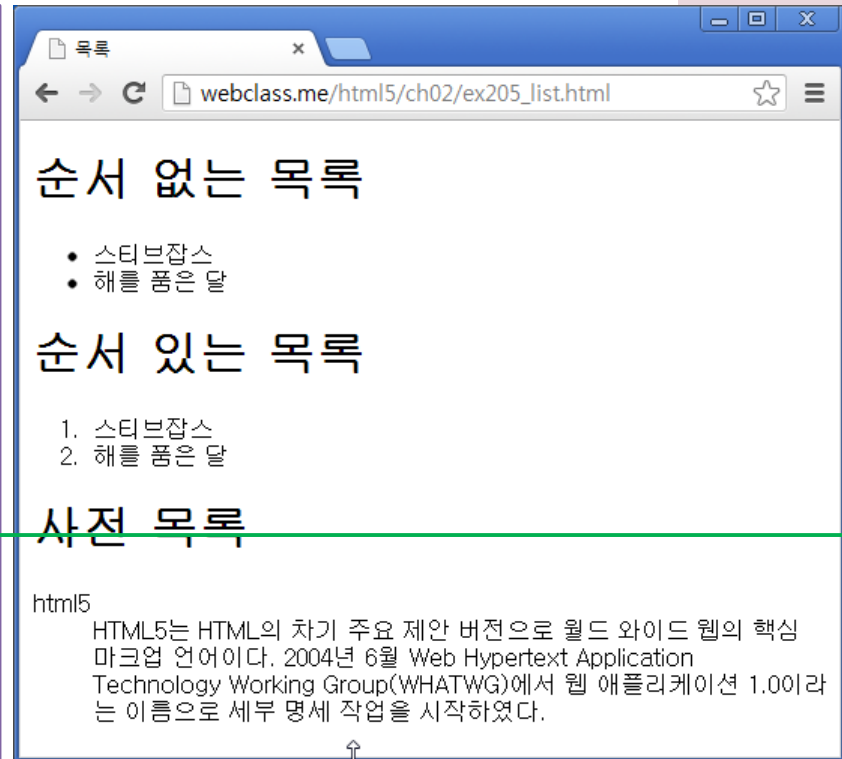 목록
webclass.me/html5/ch02/ex205_list.html
순서 없는 목록
• 스티브잡스
• 해를 품은 달
순서 있는 목록
1. 스티브잡스
2. 해를 품은 달
사전 목록
html5
HTML5는 HTML의 차기 주요 제안 버전으로 월드 와이드 웹의 핵심
마크업 언어이다. 2004년 6월 Web Hypertext Application
Technology Working Group(WHATWG)에서 웹 애플리케이션 1.0이라
는 이름으로 세부 명세 작업을 시작하였다.